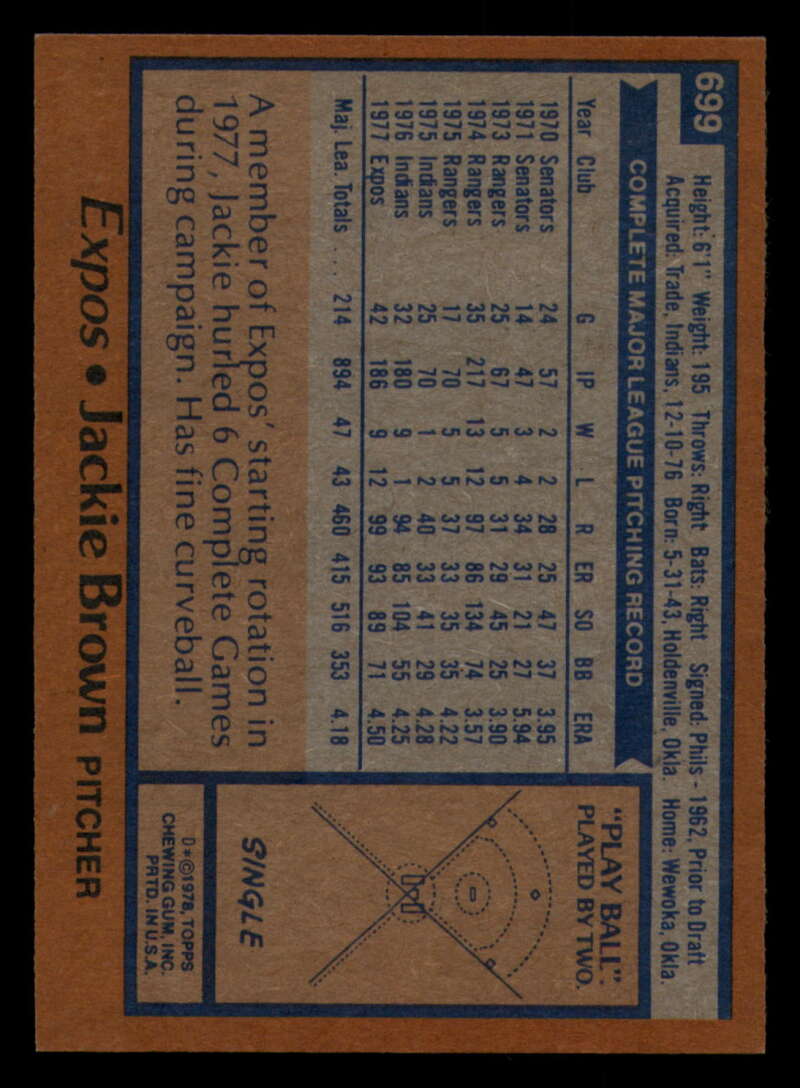 699
Height: 6'1" Weight: 195 Throws: Right Bats: Right Signed: Phils - 1962, Prior to Draft
Acquired: Trade, Indians, 12-10-76 Born: 5-31-43, Holdenville, Okla. Home: Wewoka, Okla.
COMPLETE MAJOR LEAGUE PITCHING RECORD
Year Club G IP W L R ER SO BB ERA
1970 Senators 24 57 2 2 28 25 47 37 3.95
1971 Senators 14 47 3 4 34 31 21 27 5.94
1973 Rangers 25 67 5 5 31 29 45 25 3.90
1974 Rangers 35 217 13 12 97 86 134 74 3.57
1975 Rangers 17 70 5 5 37 33 35 35 4.22
1975 Indians 25 70 1 2 40 33 41 29 4.28
1976 Indians 32 180 9 1 94 85 104 55 4.25
1977 Expos 42 186 9 12 99 93 89 71 4.50
Maj. Lea. Totals . . . 214 894 47 43 460 415 516 353 4.18
A member of Expos' starting rotation in
1977, Jackie hurled 6 Complete Games
during campaign. Has fine curveball.
"PLAY BALL"
PLAYED BY TWO.
SINGLE
D*©1978, TOPPS
CHEWING GUM, INC.
PRTD. IN U.S.A.
Expos • Jackie Brown PITCHER